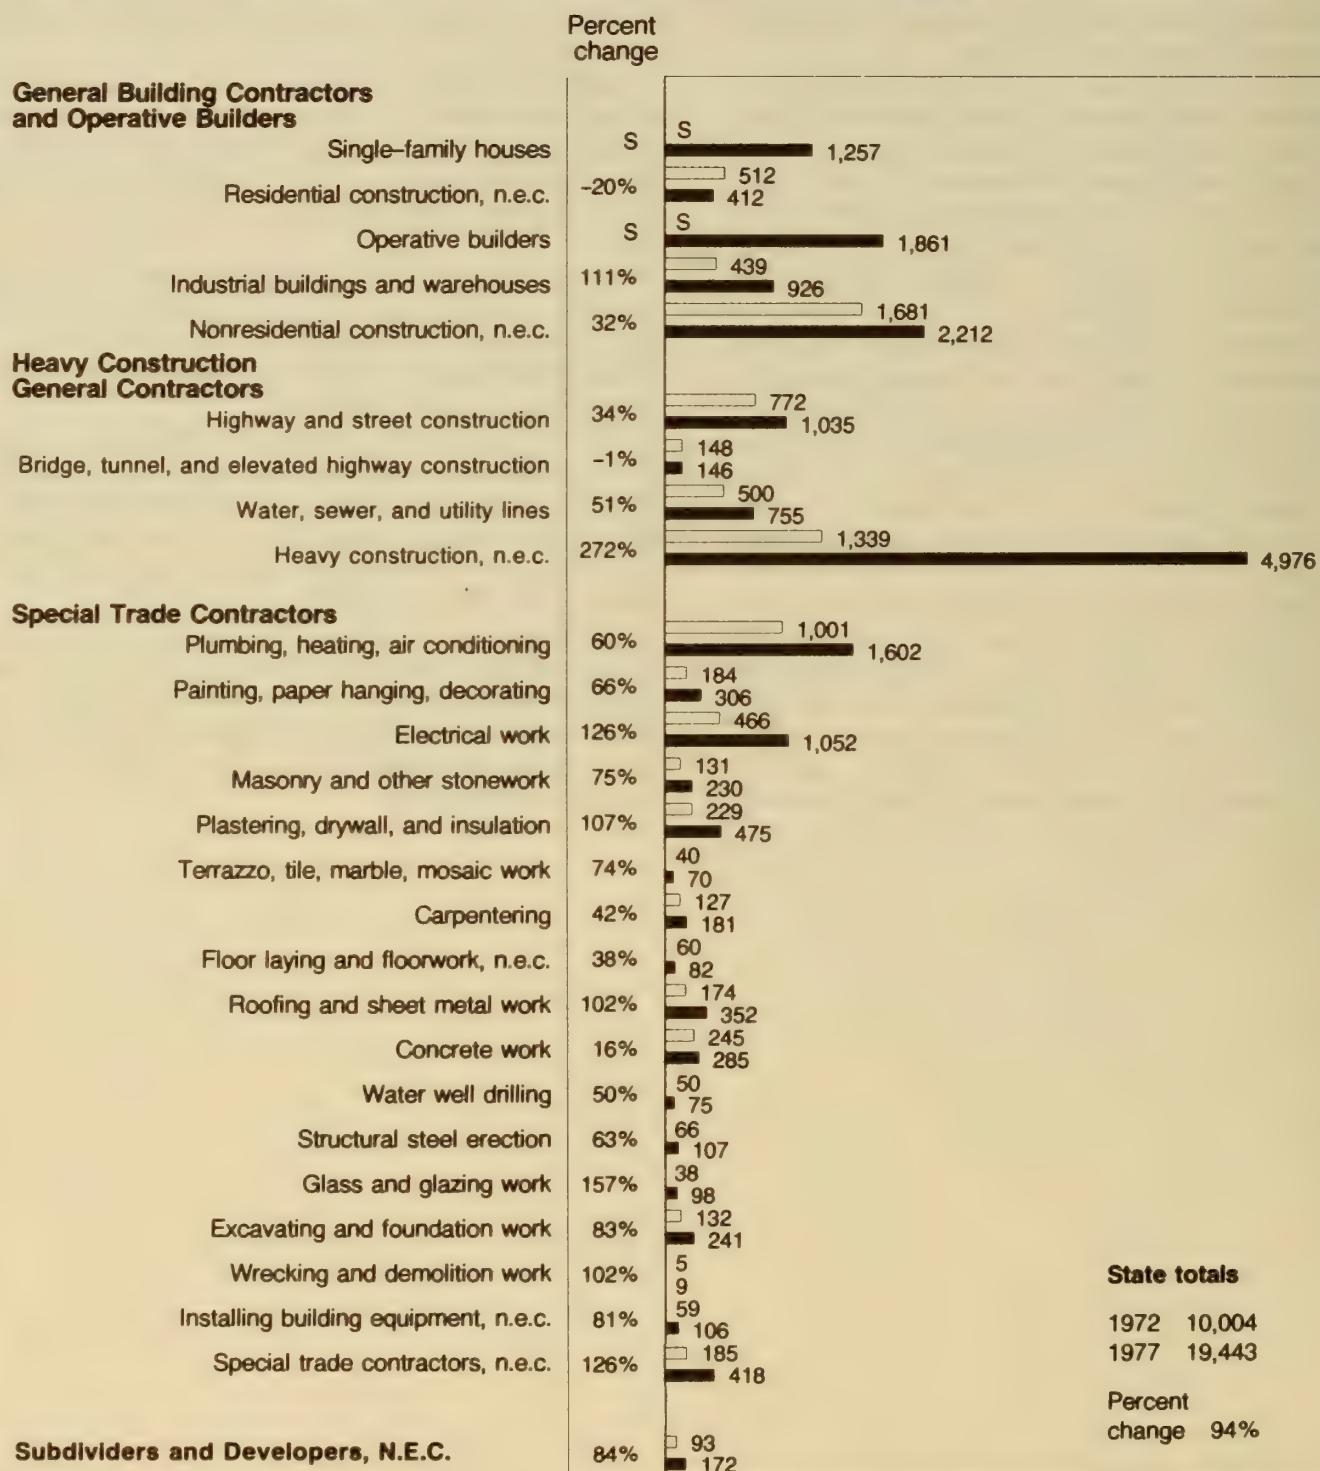 Percent
change
General Building Contractors
and Operative Builders
Single–family houses S S 1,257
Residential construction, n.e.c. -20% 512 412
Operative builders S S 1,861
Industrial buildings and warehouses 111% 439 926
Nonresidential construction, n.e.c. 32% 1,681 2,212
Heavy Construction
General Contractors
Highway and street construction 34% 772 1,035
Bridge, tunnel, and elevated highway construction -1% 148 146
Water, sewer, and utility lines 51% 500 755
Heavy construction, n.e.c. 272% 1,339 4,976
Special Trade Contractors
Plumbing, heating, air conditioning 60% 1,001 1,602
Painting, paper hanging, decorating 66% 184 306
Electrical work 126% 466 1,052
Masonry and other stonework 75% 131 230
Plastering, drywall, and insulation 107% 229 475
Terrazzo, tile, marble, mosaic work 74% 40 70
Carpentering 42% 127 181
Floor laying and floorwork, n.e.c. 38% 60 82
Roofing and sheet metal work 102% 174 352
Concrete work 16% 245 285
Water well drilling 50% 50 75
Structural steel erection 63% 66 107
Glass and glazing work 157% 38 98
Excavating and foundation work 83% 132 241
Wrecking and demolition work 102% 5 9
Installing building equipment, n.e.c. 81% 59 106
Special trade contractors, n.e.c. 126% 185 418
Subdividers and Developers, N.E.C. 84% 93 172
State totals
1972 10,004
1977 19,443
Percent
change 94%